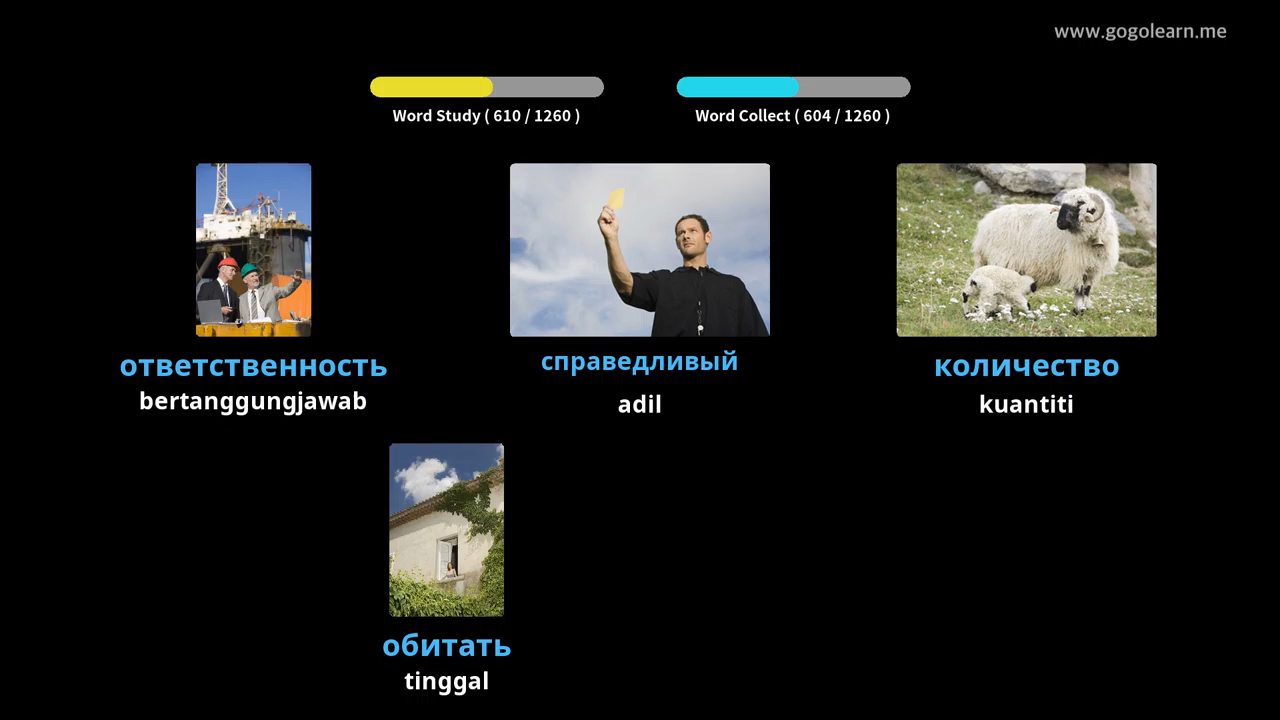 www.gogolearn.me
Word Study ( 610 / 1260 )
Word Collect ( 604 / 1260 )
ответственность
bertanggungjawab
справедливый
adil
количество
kuantiti
обитать
tinggal